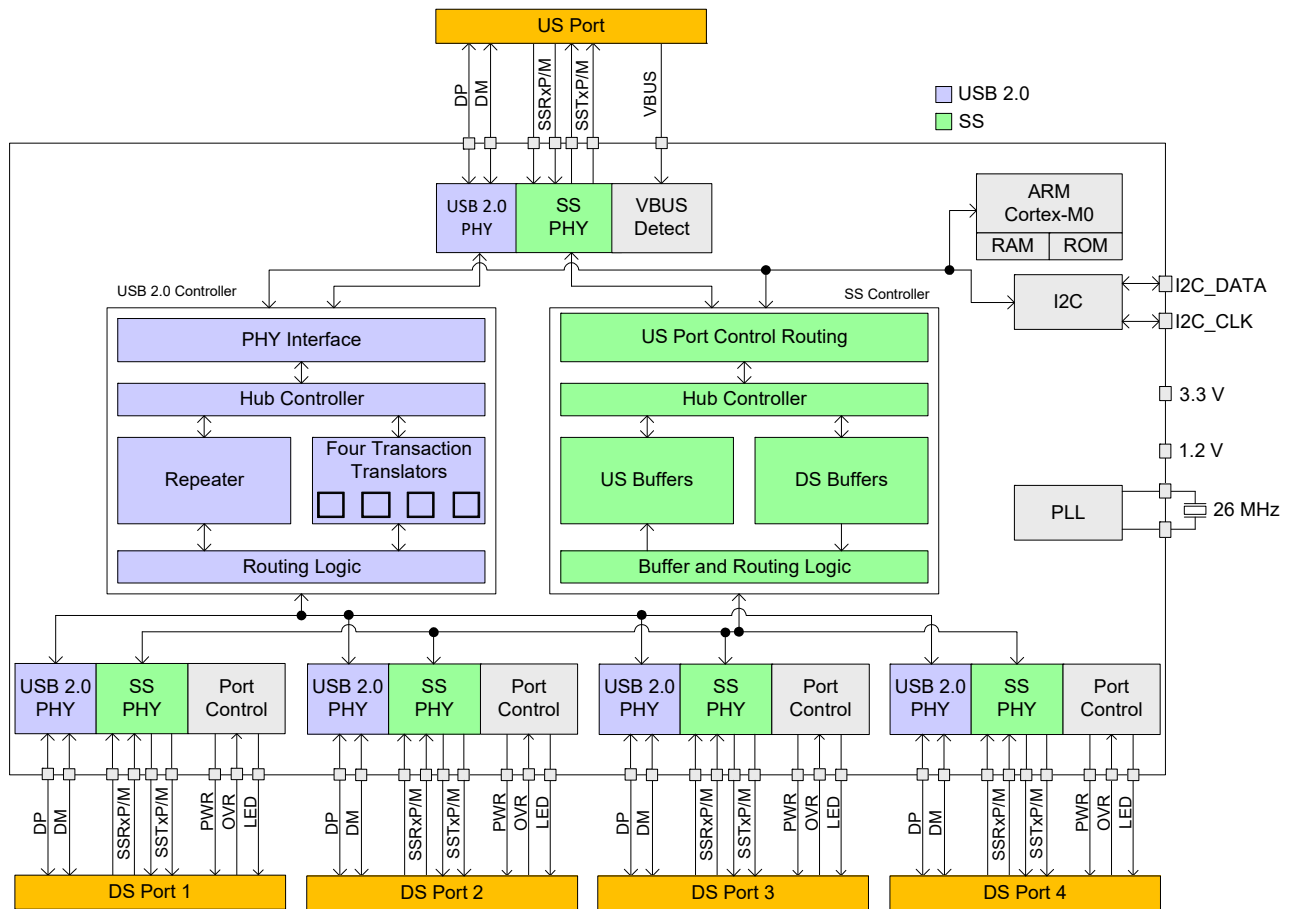 US Port
DP
DM
SSRxP/M
SSTxP/M
VBUS
USB 2.0
SS
USB 2.0
PHY
SS
PHY
VBUS
Detect
ARM
Cortex-M0
RAM
ROM
I2C
I2C_DATA
I2C_CLK
USB 2.0 Controller
SS Controller
PHY Interface
US Port Control Routing
Hub Controller
Hub Controller
3.3 V
Repeater
Four Transaction
Translators
US Buffers
DS Buffers
1.2 V
PLL
26 MHz
Routing Logic
Buffer and Routing Logic
USB 2.0
PHY
SS
PHY
Port
Control
USB 2.0
PHY
SS
PHY
Port
Control
USB 2.0
PHY
SS
PHY
Port
Control
USB 2.0
PHY
SS
PHY
Port
Control
DP
DM
SSRxP/M
SSTxP/M
PWR
OVR
LED
DP
DM
SSRxP/M
SSTxP/M
PWR
OVR
LED
DP
DM
SSRxP/M
SSTxP/M
PWR
OVR
LED
DP
DM
SSRxP/M
SSTxP/M
PWR
OVR
LED
DS Port 1
DS Port 2
DS Port 3
DS Port 4